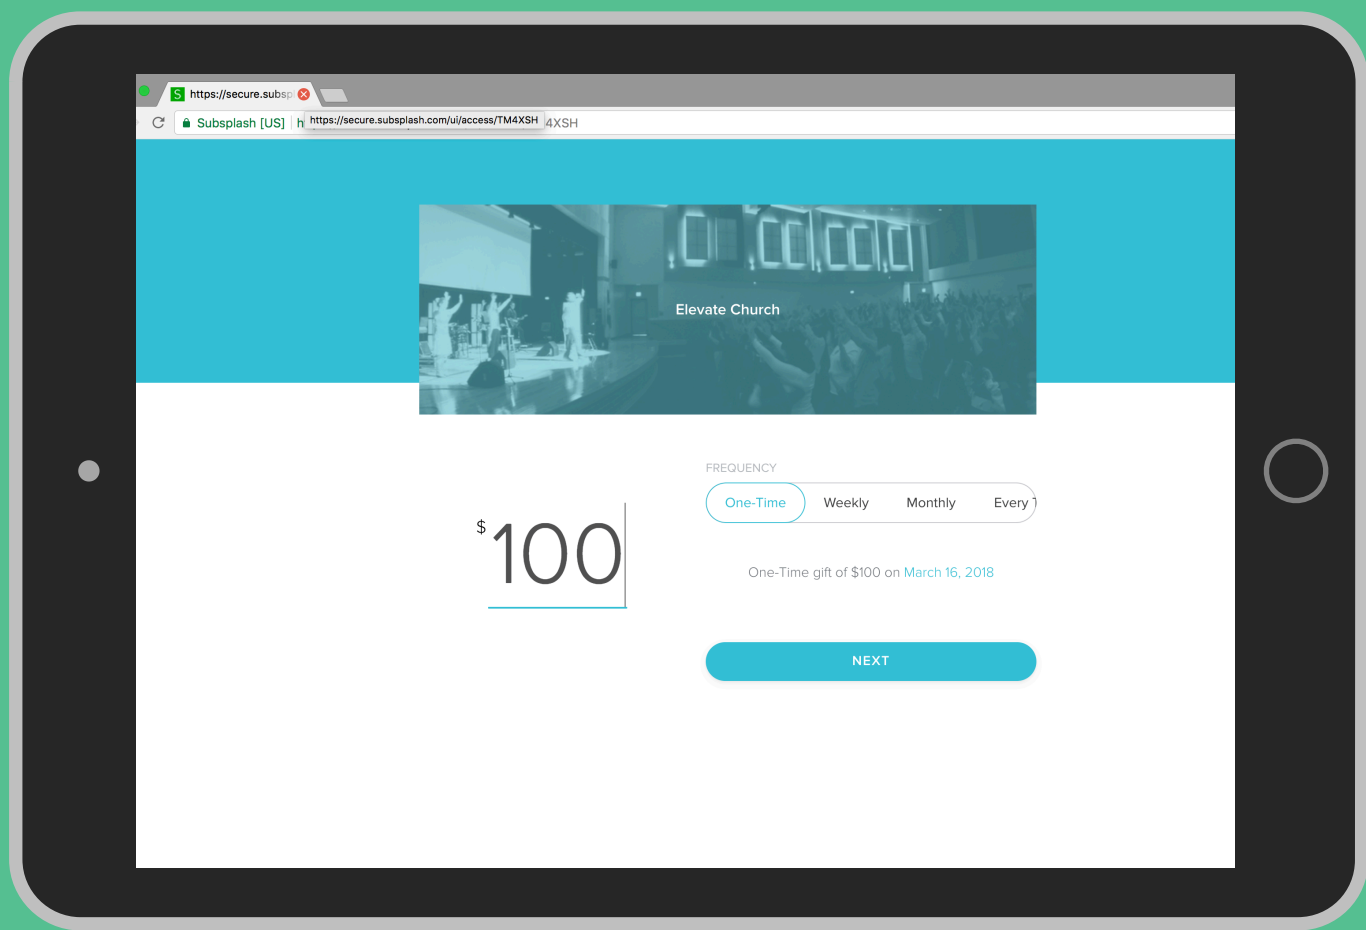 S https://secure.subsp
Subsplash [US] h 4XSH
https://secure.subsplash.com/ui/access/TM4XSH
Elevate Church
FREQUENCY
One-Time Weekly Monthly Every
$100
One-Time gift of $100 on March 16, 2018
NEXT